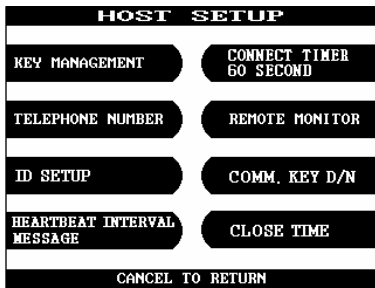 HOST SETUP
KEY MANAGEMENT
CONNECT TIMER
60 SECOND
TELEPHONE NUMBER
REMOTE MONITOR
ID SETUP
COMM. KEY D/N
HEARTBEAT INTERVAL
MESSAGE
CLOSE TIME
CANCEL TO RETURN